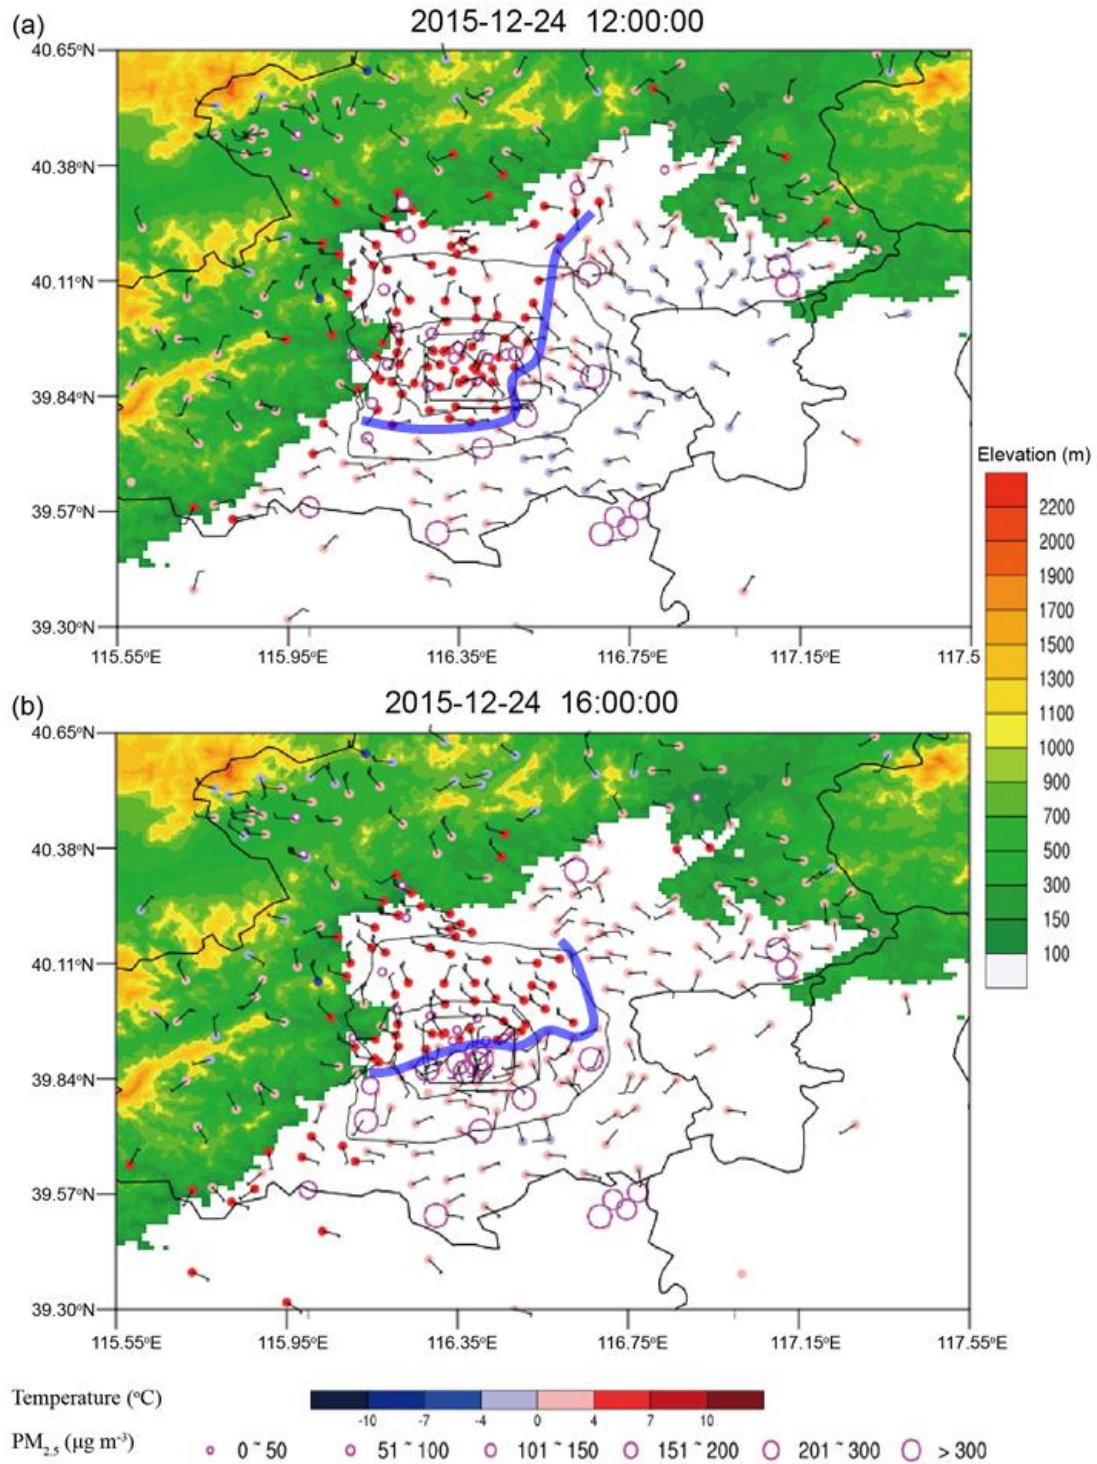 (a)
2015-12-24 12:00:00
40.65°N
40.38°N
40.11°N
39.84°N
39.57°N
39.30°N
115.55°E 115.95°E 116.35°E 116.75°E 117.15°E 117.5
Elevation (m)
2200
2000
1900
1700
1500
1300
1100
1000
900
700
500
300
150
100
(b)
2015-12-24 16:00:00
40.65°N
40.38°N
40.11°N
39.84°N
39.57°N
39.30°N
115.55°E 115.95°E 116.35°E 116.75°E 117.15°E 117.55°E
Temperature (°C)
-10 -7 -4 0 4 7 10
PM2.5 (μg m-3) 0 ~ 50 51 ~ 100 101 ~ 150 151 ~ 200 201 ~ 300 > 300